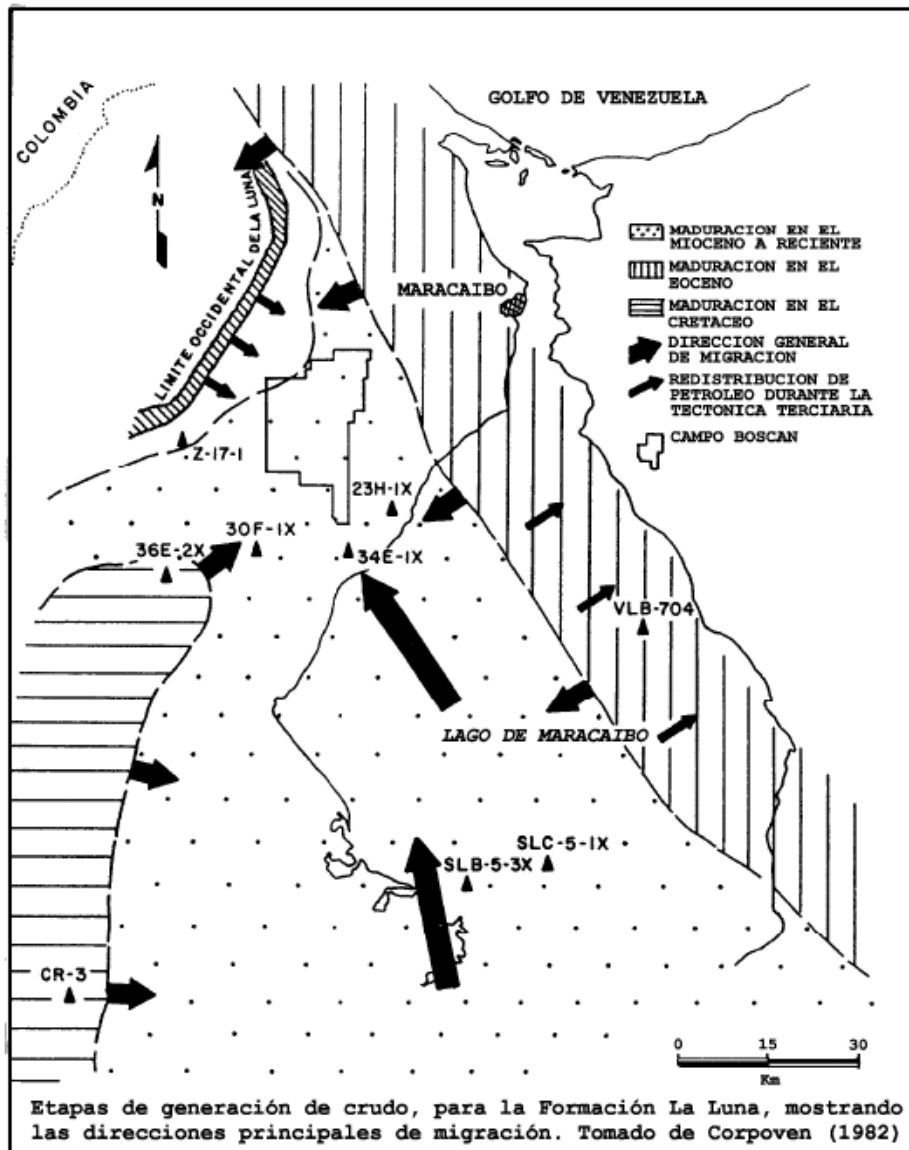 GOLFO DE VENEZUELA
COLOMBIA
N
LIMITE OCCIDENTAL DE LA LUNA
MARACAIBO
MADURACION EN EL
MIOCENO A RECIENTE
MADURACION EN EL
EOCENO
MADURACION EN EL
CRETACEO
DIRECCION GENERAL
DE MIGRACION
REDISTRIBUCION DE
PETROLEO DURANTE LA
TECTONICA TERCIARIA
CAMPO BOSCAN
Z-17-1
23H-1X
30F-1X
36E-2X
34E-1X
VLB-704
LAGO DE MARACAIBO
SLC-5-1X
SLB-5-3X
CR-3
0 15 30
Km
Etapas de generación de crudo, para la Formación La Luna, mostrando
las direcciones principales de migración. Tomado de Corpoven (1982)